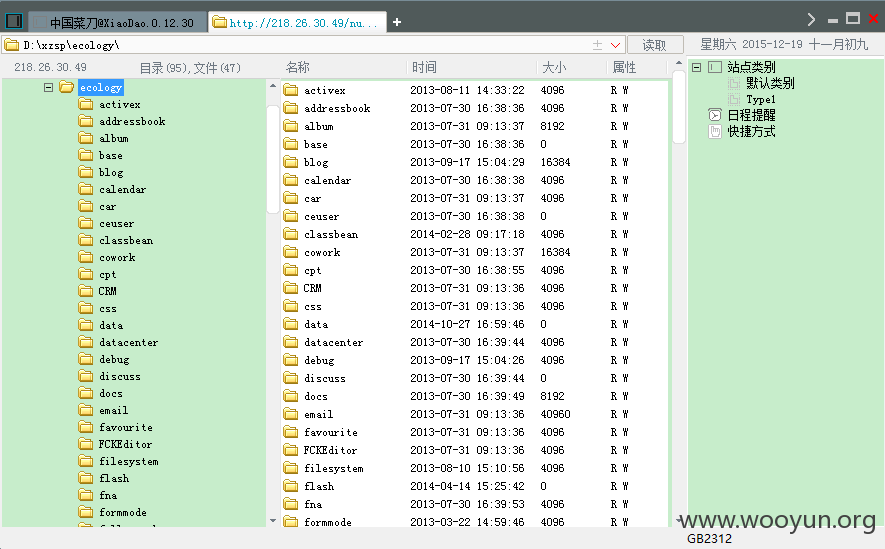 中国菜刀@XiaoDao.0.12.30
http://218.26.30.49/nu...
D:\xzsp\ecology\
读取
星期六 2015-12-19 十一月初九
218.26.30.49
目录(95),文件(47)
名称 时间 大小 属性
ecology
activex
addressbook
album
base
blog
calendar
car
ceuser
classbean
cowork
cpt
CRM
css
data
datacenter
debug
discuss
docs
email
favourite
FCKEditor
filesystem
flash
fna
formmode
activex 2013-08-11 14:33:22 4096 R W
addressbook 2013-07-30 16:38:36 4096 R W
album 2013-07-31 09:13:37 8192 R W
base 2013-07-30 16:38:36 0 R W
blog 2013-09-17 15:04:29 16384 R W
calendar 2013-07-30 16:38:38 4096 R W
car 2013-07-31 09:13:37 4096 R W
ceuser 2013-07-30 16:38:38 0 R W
classbean 2014-02-28 09:17:18 4096 R W
cowork 2013-07-31 09:13:37 16384 R W
cpt 2013-07-30 16:38:55 4096 R W
CRM 2013-07-31 09:13:36 4096 R W
css 2013-07-31 09:13:36 4096 R W
data 2014-10-27 16:59:46 0 R W
datacenter 2013-07-30 16:39:44 4096 R W
debug 2013-09-17 15:04:26 4096 R W
discuss 2013-07-30 16:39:44 0 R W
docs 2013-07-30 16:39:49 8192 R W
email 2013-07-31 09:13:36 40960 R W
favourite 2013-07-31 09:13:36 4096 R W
FCKEditor 2013-07-31 09:13:36 4096 R W
filesystem 2013-08-10 15:10:56 4096 R W
flash 2014-04-14 15:25:42 0 R W
fna 2013-07-30 16:39:53 4096 R W
formmode 2013-03-22 14:59:46 4096 R W
站点类别
默认类别
Type1
日程提醒
快捷方式
www.wooyun.org
GB2312